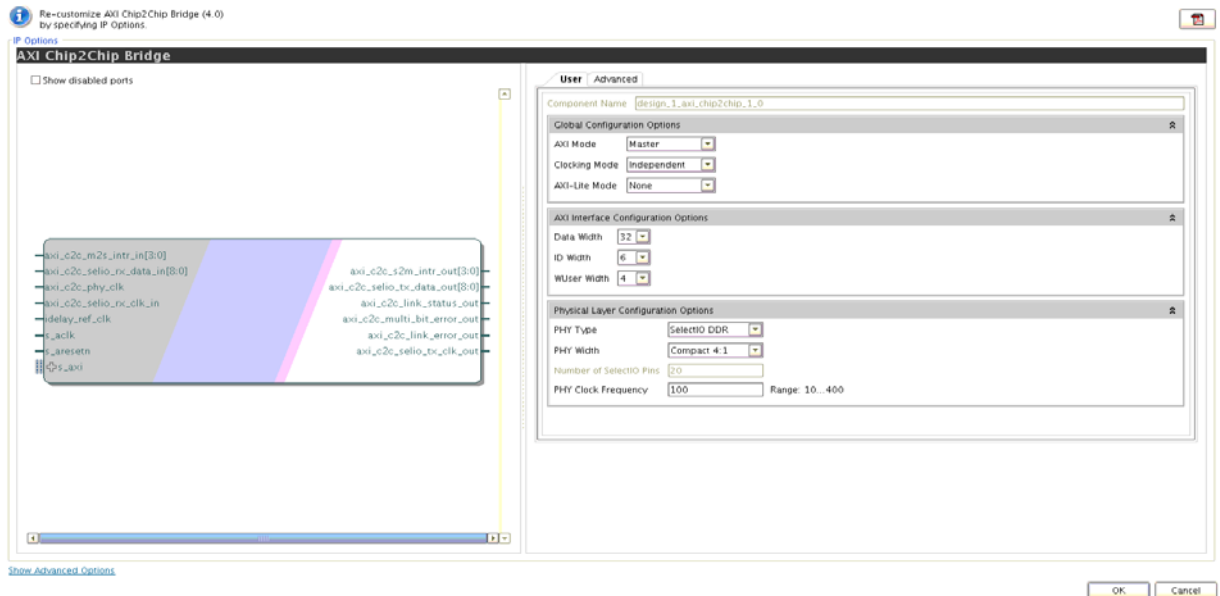 Re-customize AXI Chip2Chip Bridge (4.0)
by specifying IP Options.
IP Options
AXI Chip2Chip Bridge
Show disabled ports
axi_c2c_m2s_intr_in[3:0]
axi_c2c_selio_rx_data_in[8:0]
axi_c2c_phy_clk
axi_c2c_selio_rx_clk_in
idelay_ref_clk
s_aclk
s_aresetn
s_axi
axi_c2c_s2m_intr_out[3:0]
axi_c2c_selio_tx_data_out[8:0]
axi_c2c_link_status_out
axi_c2c_multi_bit_error_out
axi_c2c_link_error_out
axi_c2c_selio_tx_clk_out
User Advanced
Component Name design_1_axi_chip2chip_1_0
Global Configuration Options
AXI Mode Master
Clocking Mode Independent
AXI-Lite Mode None
AXI Interface Configuration Options
Data Width 32
ID Width 6
WUser Width 4
Physical Layer Configuration Options
PHY Type SelectIO DDR
PHY Width Compact 4:1
Number of SelectIO Pins 20
PHY Clock Frequency 100 Range: 10...400
Show Advanced Options
OK Cancel